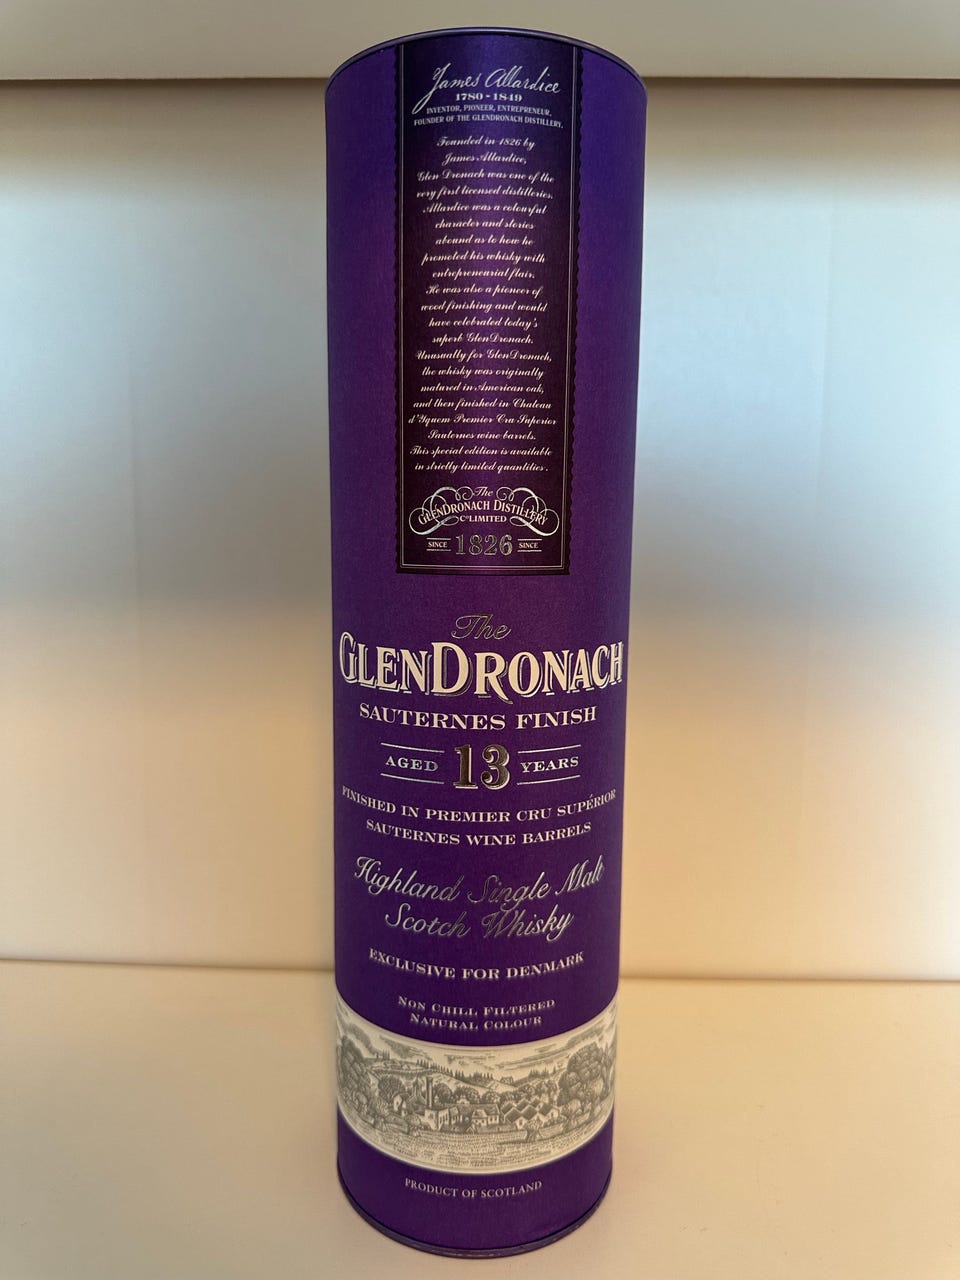 James Allardice
1780 - 1849
INVENTOR, PIONEER, ENTREPRENEUR,
FOUNDER OF THE GLENDRONACH DISTILLERY.
Founded in 1826 by
James Allardice,
Glen Dronach was one of the
very first licensed distilleries.
Allardice was a colourful
character and stories
abound as to how he
promoted his whisky with
entrepreneurial flair.
He was also a pioneer of
wood finishing and would
have celebrated today's
superb GlenDronach.
Unusually for GlenDronach,
the whisky was originally
matured in American oak,
and then finished in Chateau
d'Yquem Premier Cru Superior
Sauternes wine barrels.
This special edition is available
in strictly limited quantities.
The
GLENDRONACH DISTILLERY
Co LIMITED
SINCE 1826 SINCE
The
GLENDRONACH
SAUTERNES FINISH
AGED 13 YEARS
FINISHED IN PREMIER CRU SUPÉRIOR
SAUTERNES WINE BARRELS
Highland Single Malt
Scotch Whisky
EXCLUSIVE FOR DENMARK
NON CHILL FILTERED
NATURAL COLOUR
PRODUCT OF SCOTLAND